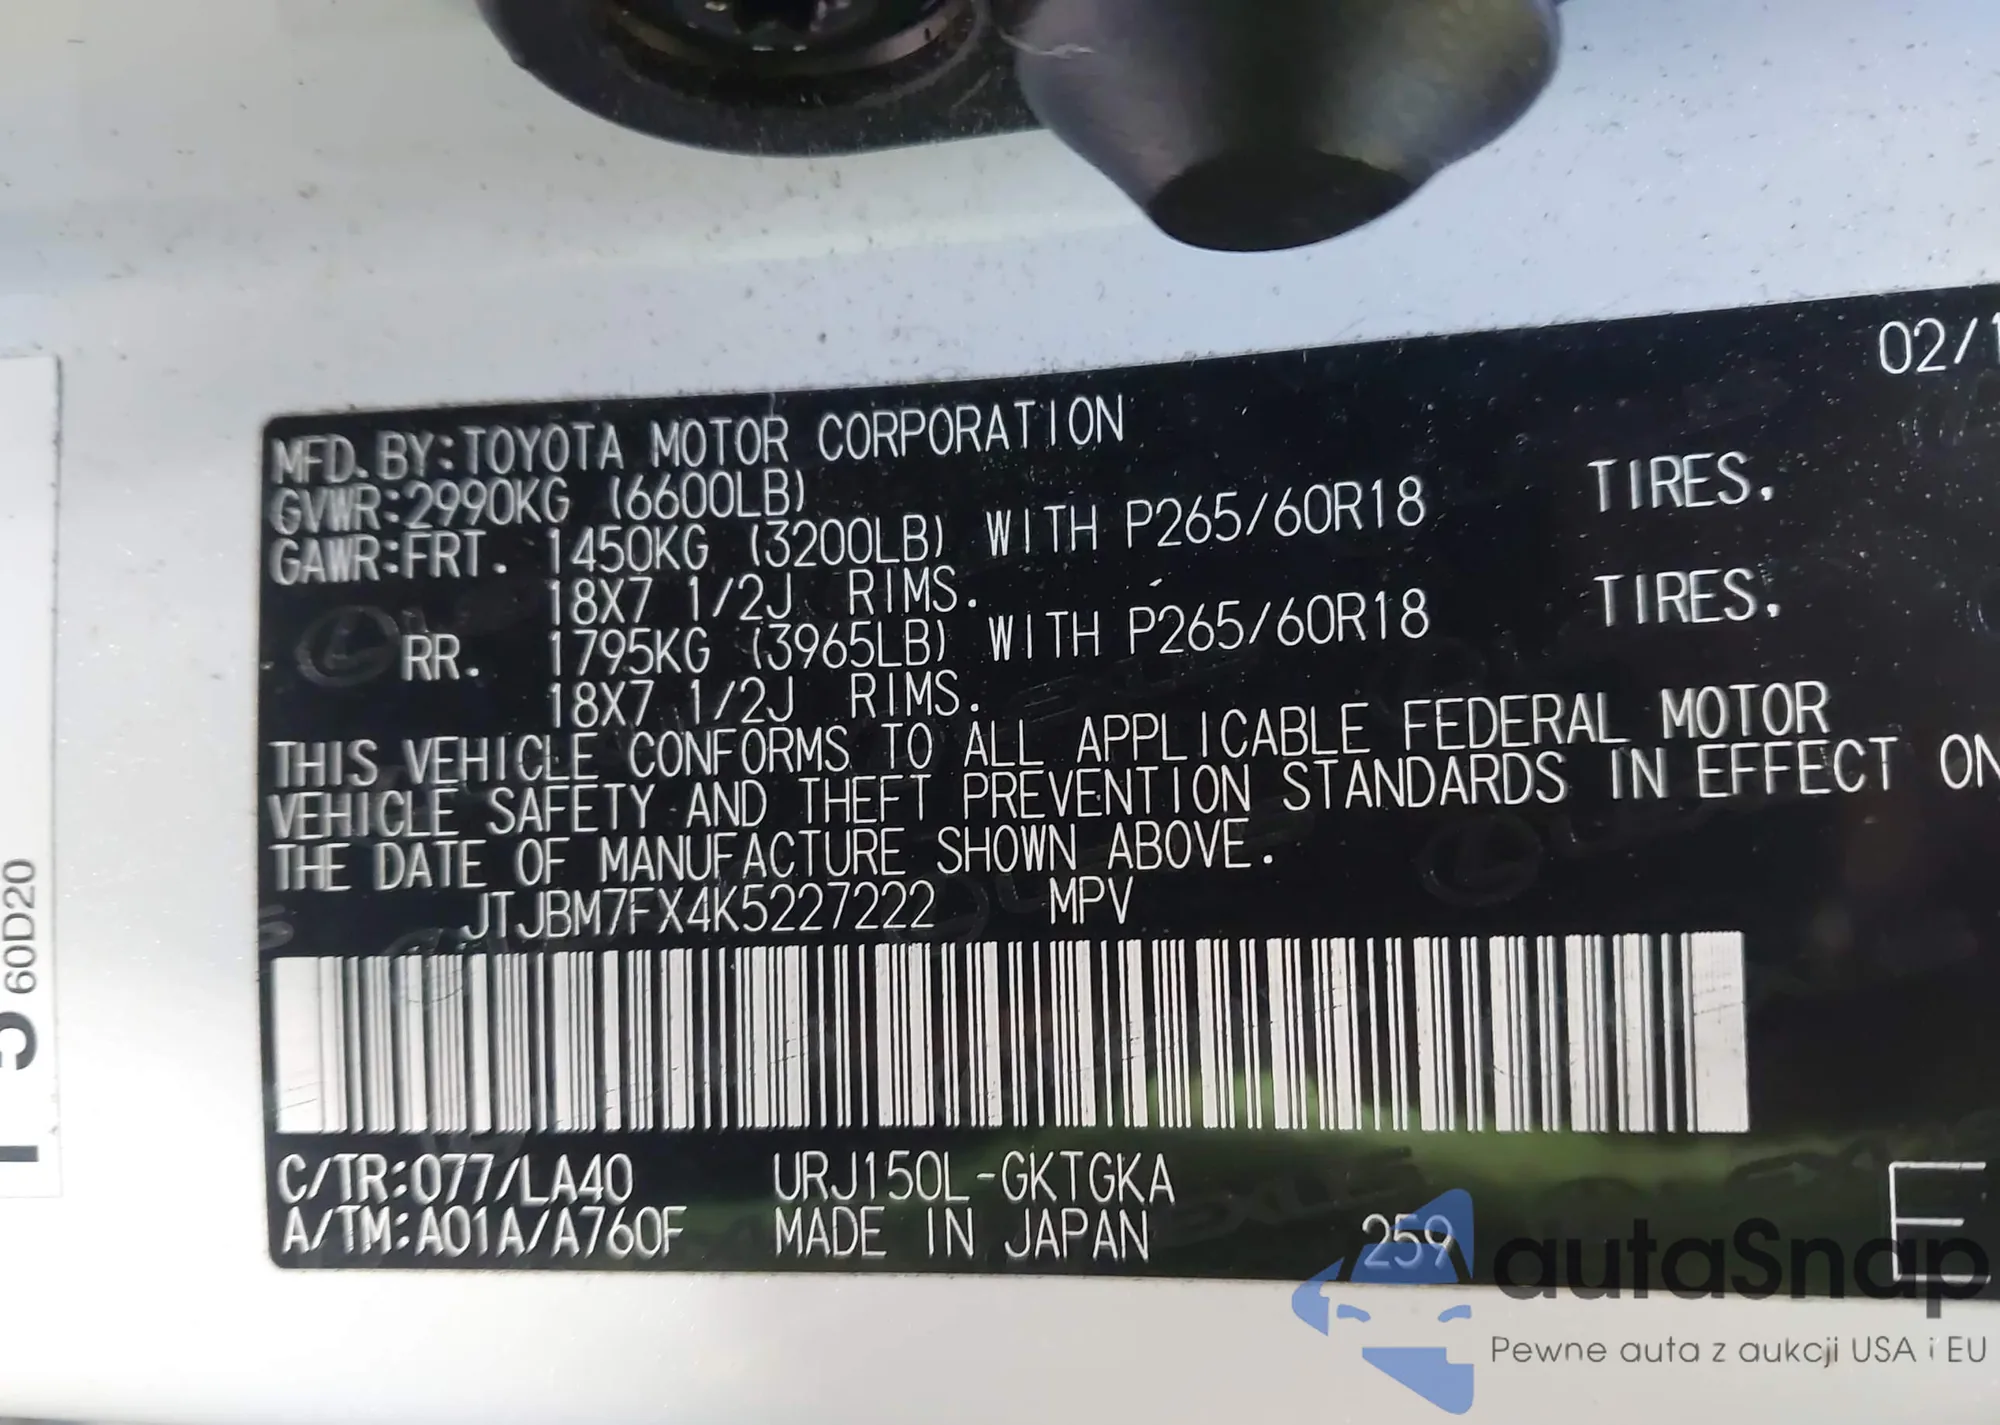 02/1
MFD. BY:TOYOTA MOTOR CORPORATION
GVWR:2990KG (6600LB)
GAWR:FRT. 1450KG (3200LB) WITH P265/60R18 TIRES.
18X7 1/2J RIMS.
RR. 1795KG (3965LB) WITH P265/60R18 TIRES.
18X7 1/2J RIMS.
THIS VEHICLE CONFORMS TO ALL APPLICABLE FEDERAL MOTOR
VEHICLE SAFETY AND THEFT PREVENTION STANDARDS IN EFFECT ON
THE DATE OF MANUFACTURE SHOWN ABOVE.
JTJBM7FX4K5227222 MPV
C/TR:077/LA40 URJ150L-GKTGKA
A/TM:A01A/A760F MADE IN JAPAN 259 E
60D20
autaSnap
Pewne auta z aukcji USA i EU